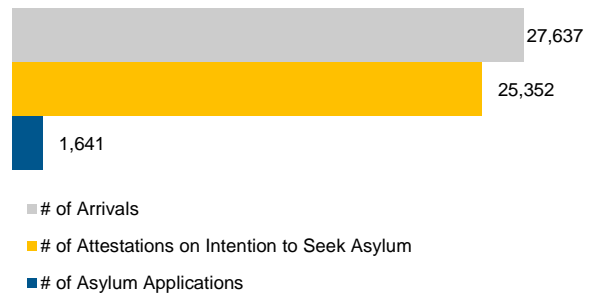 27,637
25,352
1,641
# of Arrivals
# of Attestations on Intention to Seek Asylum
# of Asylum Applications